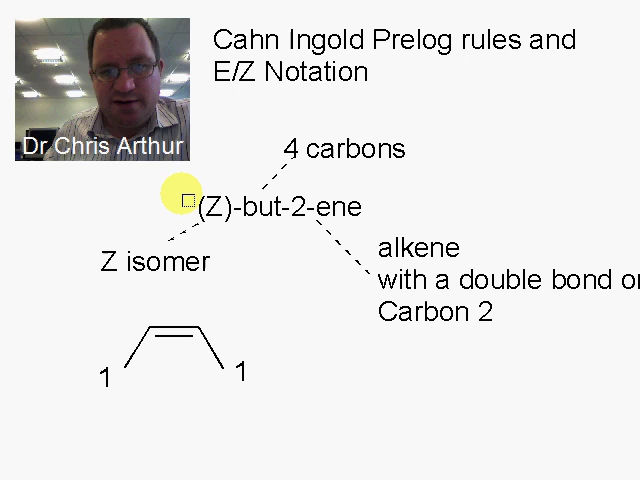 Cahn Ingold Prelog rules and
E/Z Notation
Dr Chris Arthur
4 carbons
(Z)-but-2-ene
Z isomer
alkene
with a double bond
Carbon 2
1
1